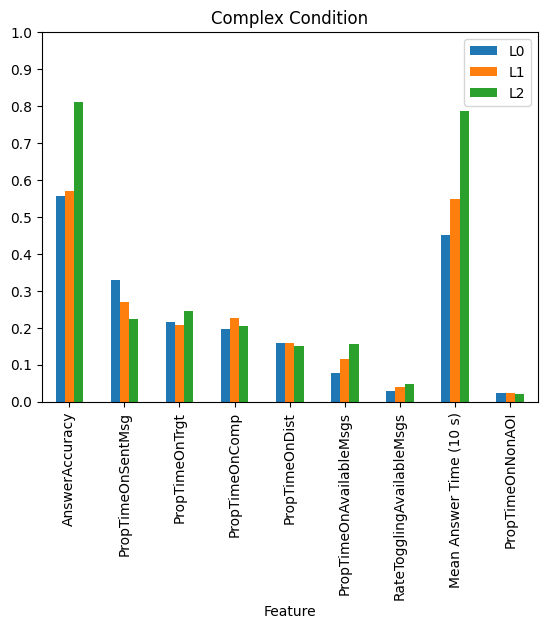 Complex Condition
1.0
0.9
0.8
0.7
0.6
0.5
0.4
0.3
0.2
0.1
0.0
L0
L1
L2
AnswerAccuracy
PropTimeOnSentMsg
PropTimeOnTrgt
PropTimeOnComp
PropTimeOnDist
PropTimeOnAvailableMsgs
RateTogglingAvailableMsgs
Mean Answer Time (10 s)
PropTimeOnNonAOI
Feature